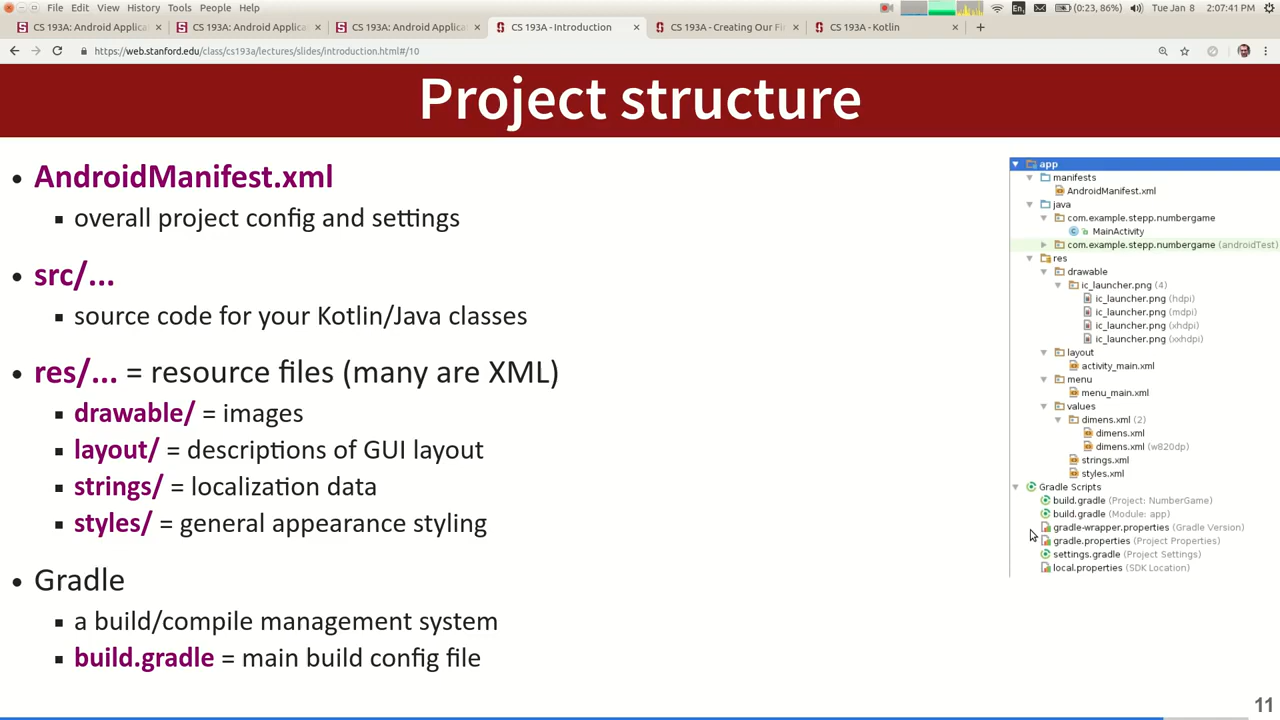 File Edit View History Tools People Help
En, (0:23, 86%) Tue Jan 8 2:07:41 PM
CS 193A: Android Applicat × CS 193A: Android Applicat × CS 193A: Android Applicat × CS 193A - Introduction × CS 193A - Creating Our Fi × CS 193A - Kotlin ×
https://web.stanford.edu/class/cs193a/lectures/slides/introduction.html#/10
Project structure
• AndroidManifest.xml
▪ overall project config and settings
• src/...
▪ source code for your Kotlin/Java classes
• res/... = resource files (many are XML)
▪ drawable/ = images
▪ layout/ = descriptions of GUI layout
▪ strings/ = localization data
▪ styles/ = general appearance styling
• Gradle
▪ a build/compile management system
▪ build.gradle = main build config file
app
manifests
AndroidManifest.xml
java
com.example.stepp.numbergame
MainActivity
com.example.stepp.numbergame (androidTest)
res
drawable
ic_launcher.png (4)
ic_launcher.png (hdpi)
ic_launcher.png (mdpi)
ic_launcher.png (xhdpi)
ic_launcher.png (xxhdpi)
layout
activity_main.xml
menu
menu_main.xml
values
dimens.xml (2)
dimens.xml
dimens.xml (w820dp)
strings.xml
styles.xml
Gradle Scripts
build.gradle (Project: NumberGame)
build.gradle (Module: app)
gradle-wrapper.properties (Gradle Version)
gradle.properties (Project Properties)
settings.gradle (Project Settings)
local.properties (SDK Location)
11